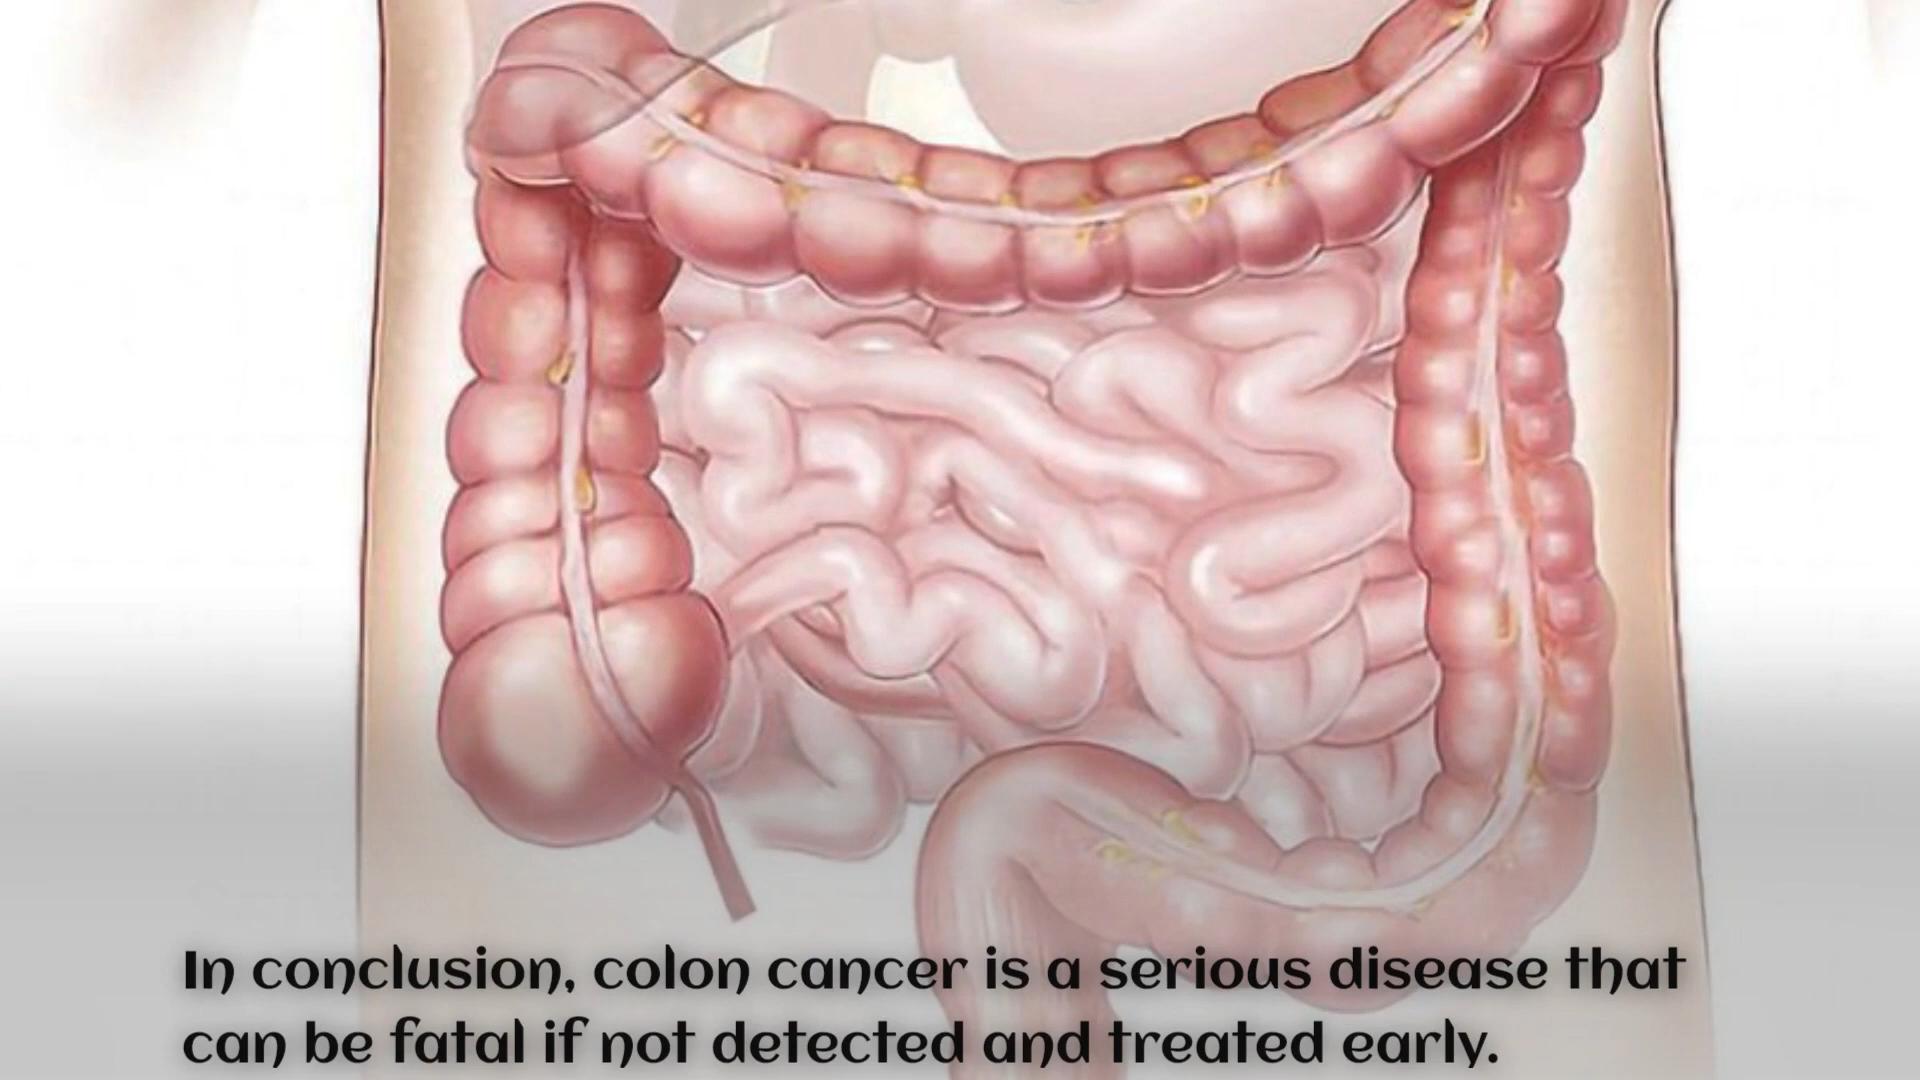 In conclusion, colon cancer is a serious disease that
can be fatal if not detected and treated early.